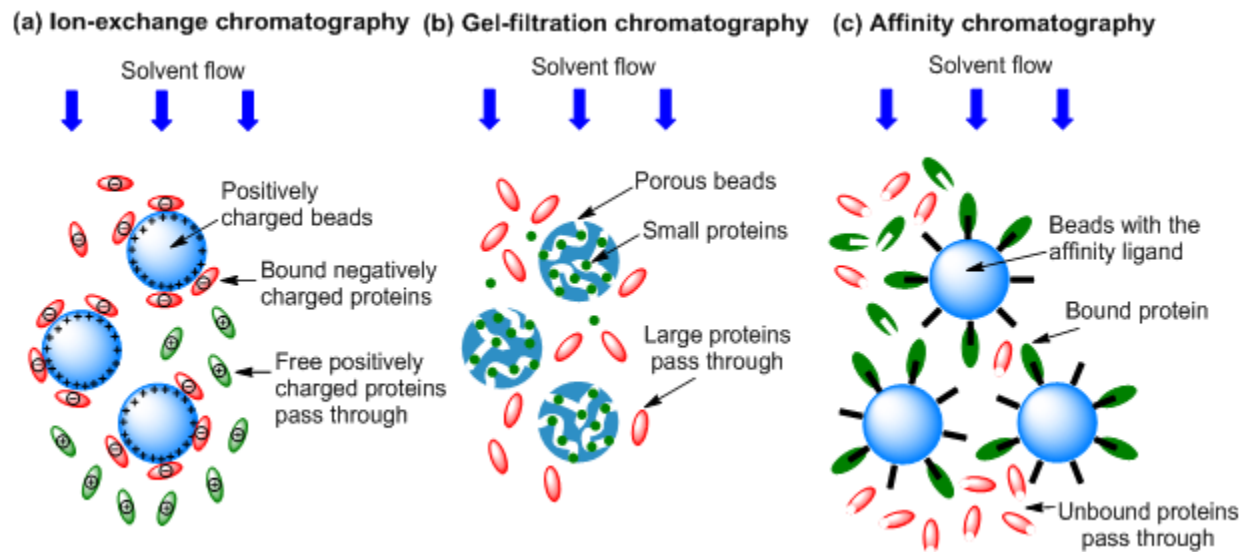 (a) Ion-exchange chromatography
Solvent flow
Positively
charged beads
Bound negatively
charged proteins
Free positively
charged proteins
pass through
(b) Gel-filtration chromatography
Solvent flow
Porous beads
Small proteins
Large proteins
pass through
(c) Affinity chromatography
Solvent flow
Beads with the
affinity ligand
Bound protein
Unbound proteins
pass through